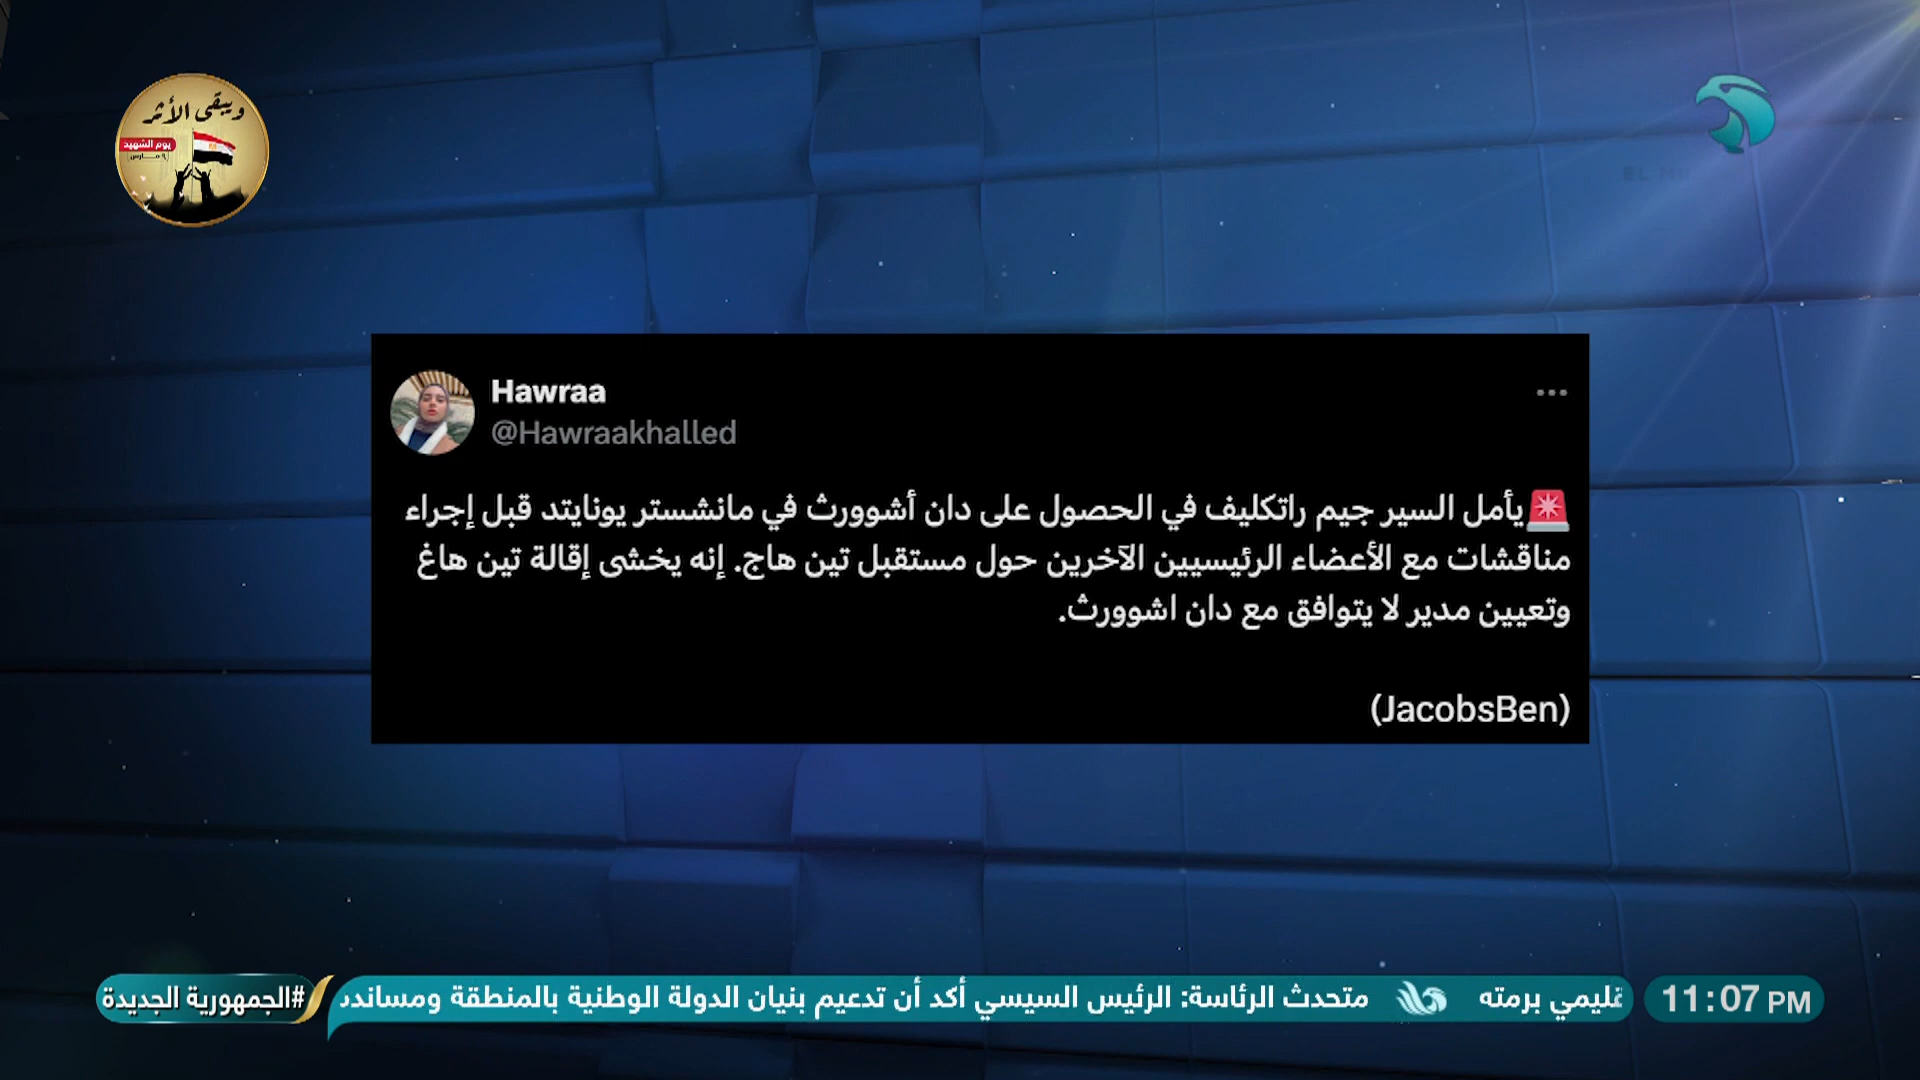 ويبقى الأثر
يوم الشهيد
٩ مارس
Hawraa
@Hawraakhalled
🚨يأمل السير جيم راتكليف في الحصول على دان أشوورث في مانشستر يونايتد قبل إجراء
مناقشات مع الأعضاء الرئيسيين الآخرين حول مستقبل تين هاج. إنه يخشى إقالة تين هاغ
وتعيين مدير لا يتوافق مع دان اشوورث.
(JacobsBen)
برمته
متحدث الرئاسة: الرئيس السيسي أكد أن تدعيم بنيان الدولة الوطنية بالمنطقة
#الجمهورية الجديدة
11:07 PM